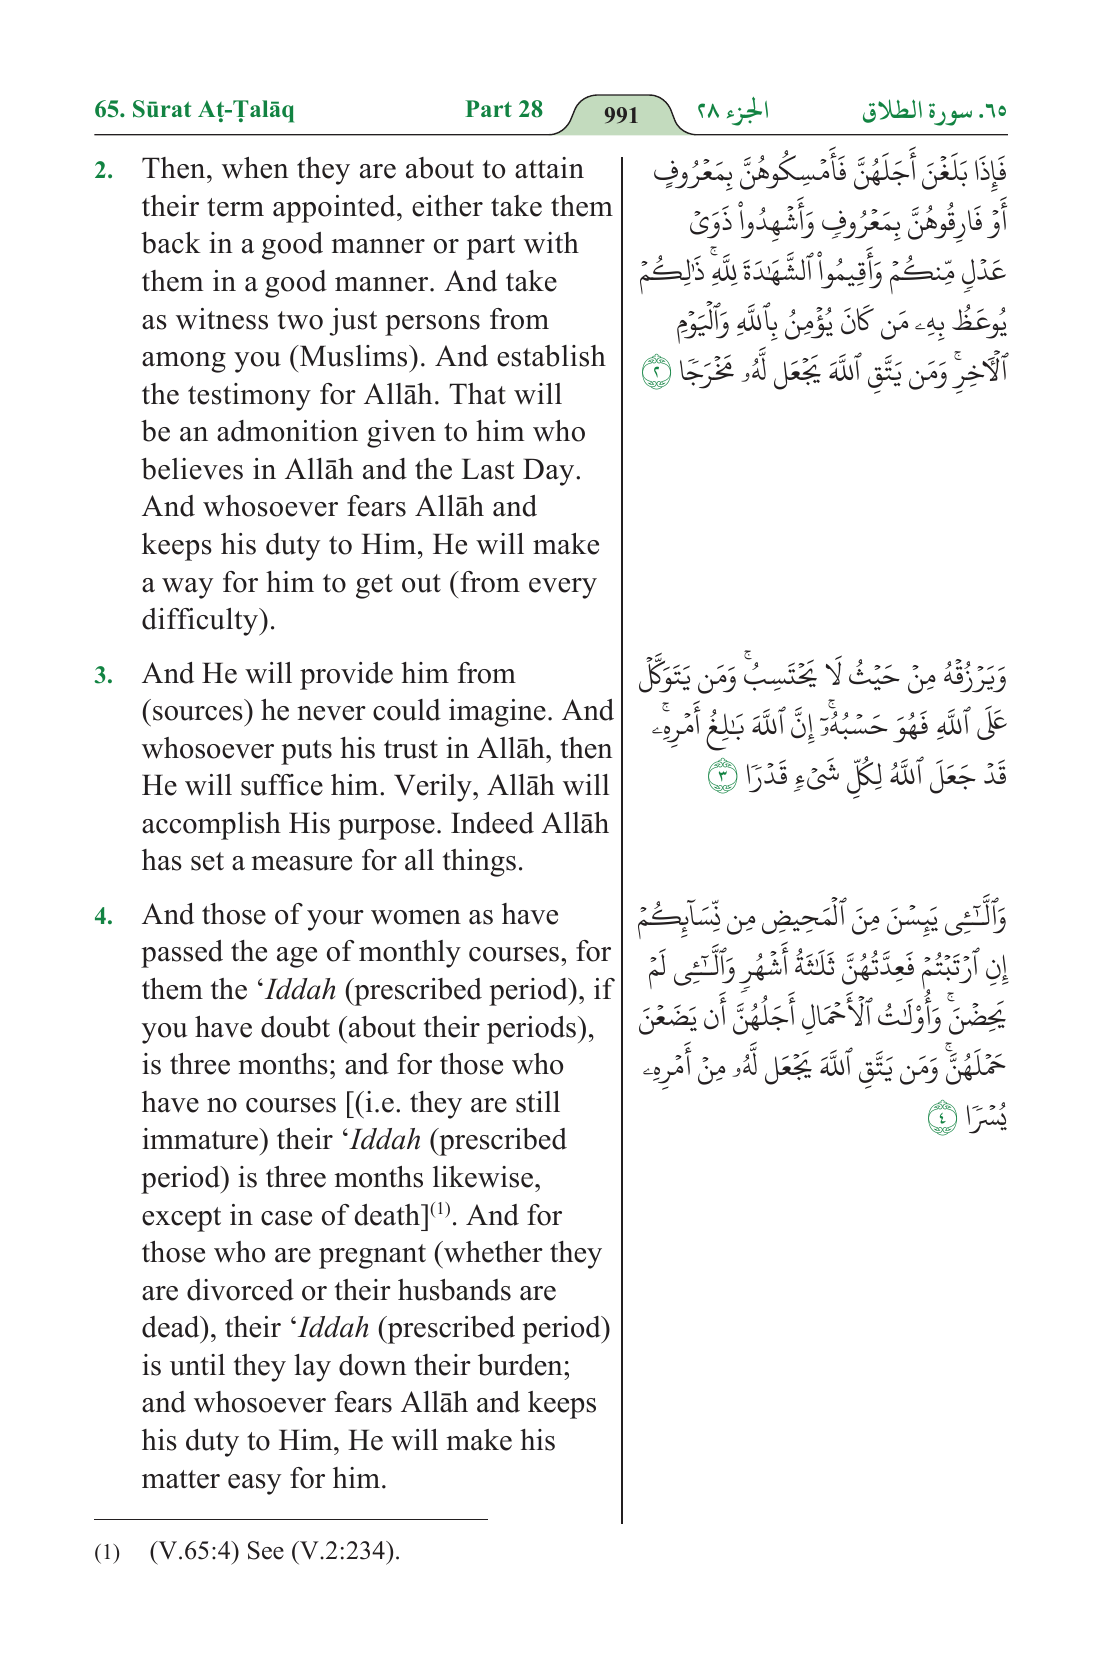 65. Sūrat Aṭ-Ṭalāq Part 28 991 الجزء ٢٨ ٦٥. سورة الطلاق
2. Then, when they are about to attain
their term appointed, either take them
back in a good manner or part with
them in a good manner. And take
as witness two just persons from
among you (Muslims). And establish
the testimony for Allāh. That will
be an admonition given to him who
believes in Allāh and the Last Day.
And whosoever fears Allāh and
keeps his duty to Him, He will make
a way for him to get out (from every
difficulty).
فَإِذَا بَلَغۡنَ أَجَلَهُنَّ فَأَمۡسِكُوهُنَّ بِمَعۡرُوفٍ
أَوۡ فَارِقُوهُنَّ بِمَعۡرُوفٖ وَأَشۡهِدُواْ ذَوَيۡ
عَدۡلٖ مِّنكُمۡ وَأَقِيمُواْ ٱلشَّهَٰدَةَ لِلَّهِۚ ذَٰلِكُمۡ
يُوعَظُ بِهِۦ مَن كَانَ يُؤۡمِنُ بِٱللَّهِ وَٱلۡيَوۡمِ
ٱلۡأٓخِرِۚ وَمَن يَتَّقِ ٱللَّهَ يَجۡعَل لَّهُۥ مَخۡرَجٗا ٢
3. And He will provide him from
(sources) he never could imagine. And
whosoever puts his trust in Allāh, then
He will suffice him. Verily, Allāh will
accomplish His purpose. Indeed Allāh
has set a measure for all things.
وَيَرۡزُقۡهُ مِنۡ حَيۡثُ لَا يَحۡتَسِبُۚ وَمَن يَتَوَكَّلۡ
عَلَى ٱللَّهِ فَهُوَ حَسۡبُهُۥٓۚ إِنَّ ٱللَّهَ بَٰلِغُ أَمۡرِهِۦۚ
قَدۡ جَعَلَ ٱللَّهُ لِكُلِّ شَيۡءٖ قَدۡرٗا ٣
4. And those of your women as have
passed the age of monthly courses, for
them the ‘Iddah (prescribed period), if
you have doubt (about their periods),
is three months; and for those who
have no courses [(i.e. they are still
immature) their ‘Iddah (prescribed
period) is three months likewise,
except in case of death](1). And for
those who are pregnant (whether they
are divorced or their husbands are
dead), their ‘Iddah (prescribed period)
is until they lay down their burden;
and whosoever fears Allāh and keeps
his duty to Him, He will make his
matter easy for him.
وَٱلَّٰٓـِٔي يَئِسۡنَ مِنَ ٱلۡمَحِيضِ مِن نِّسَآئِكُمۡ
إِنِ ٱرۡتَبۡتُمۡ فَعِدَّتُهُنَّ ثَلَٰثَةُ أَشۡهُرٖ وَٱلَّٰٓـِٔي لَمۡ
يَحِضۡنَۚ وَأُوْلَٰتُ ٱلۡأَحۡمَالِ أَجَلُهُنَّ أَن يَضَعۡنَ
حَمۡلَهُنَّۚ وَمَن يَتَّقِ ٱللَّهَ يَجۡعَل لَّهُۥ مِنۡ أَمۡرِهِۦ
يُسۡرٗا ٤
(1) (V.65:4) See (V.2:234).